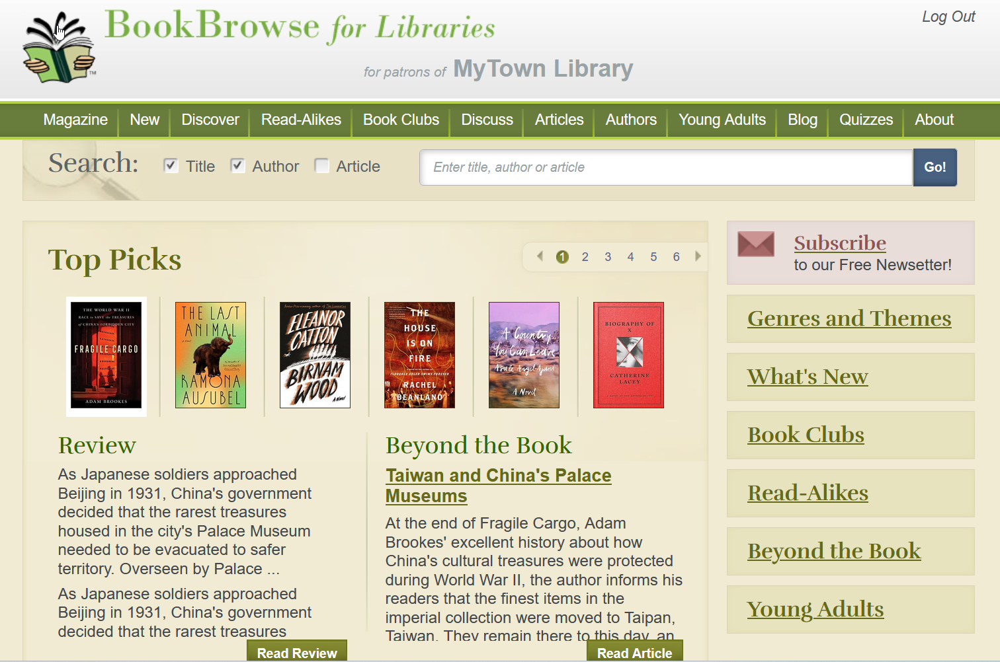 BookBrowse for Libraries
TM
Log Out
for patrons of MyTown Library
Magazine New Discover Read-Alikes Book Clubs Discuss Articles Authors Young Adults Blog Quizzes About
Search: Title Author Article Enter title, author or article Go!
Top Picks
1 2 3 4 5 6
THE WORLD WAR II
RACE to SAVE the TREASURES
of CHINA'S FORBIDDEN CITY
FRAGILE CARGO
ADAM BROOKES
THE LAST
ANIMAL
a novel
RAMONA
AUSUBEL
ELEANOR
CATTON
BIRNAM
WOOD
A Novel
THE
HOUSE
IS ON
FIRE
FLORENCE ADLER SWIMS FOREVER
RACHEL
BEANLAND
A Country
You Can Leave
A Novel
BIOGRAPHY OF
X
CATHERINE
LACEY
Review
As Japanese soldiers approached
Beijing in 1931, China's government
decided that the rarest treasures
housed in the city's Palace Museum
needed to be evacuated to safer
territory. Overseen by Palace ...
As Japanese soldiers approached
Beijing in 1931, China's government
decided that the rarest treasures
Read Review
Beyond the Book
Taiwan and China's Palace
Museums
At the end of Fragile Cargo, Adam
Brookes' excellent history about how
China's cultural treasures were protected
during World War II, the author informs his
readers that the finest items in the
imperial collection were moved to Taipan,
Taiwan. They remain there to this day, an
Read Article
Subscribe
to our Free Newsetter!
Genres and Themes
What's New
Book Clubs
Read-Alikes
Beyond the Book
Young Adults